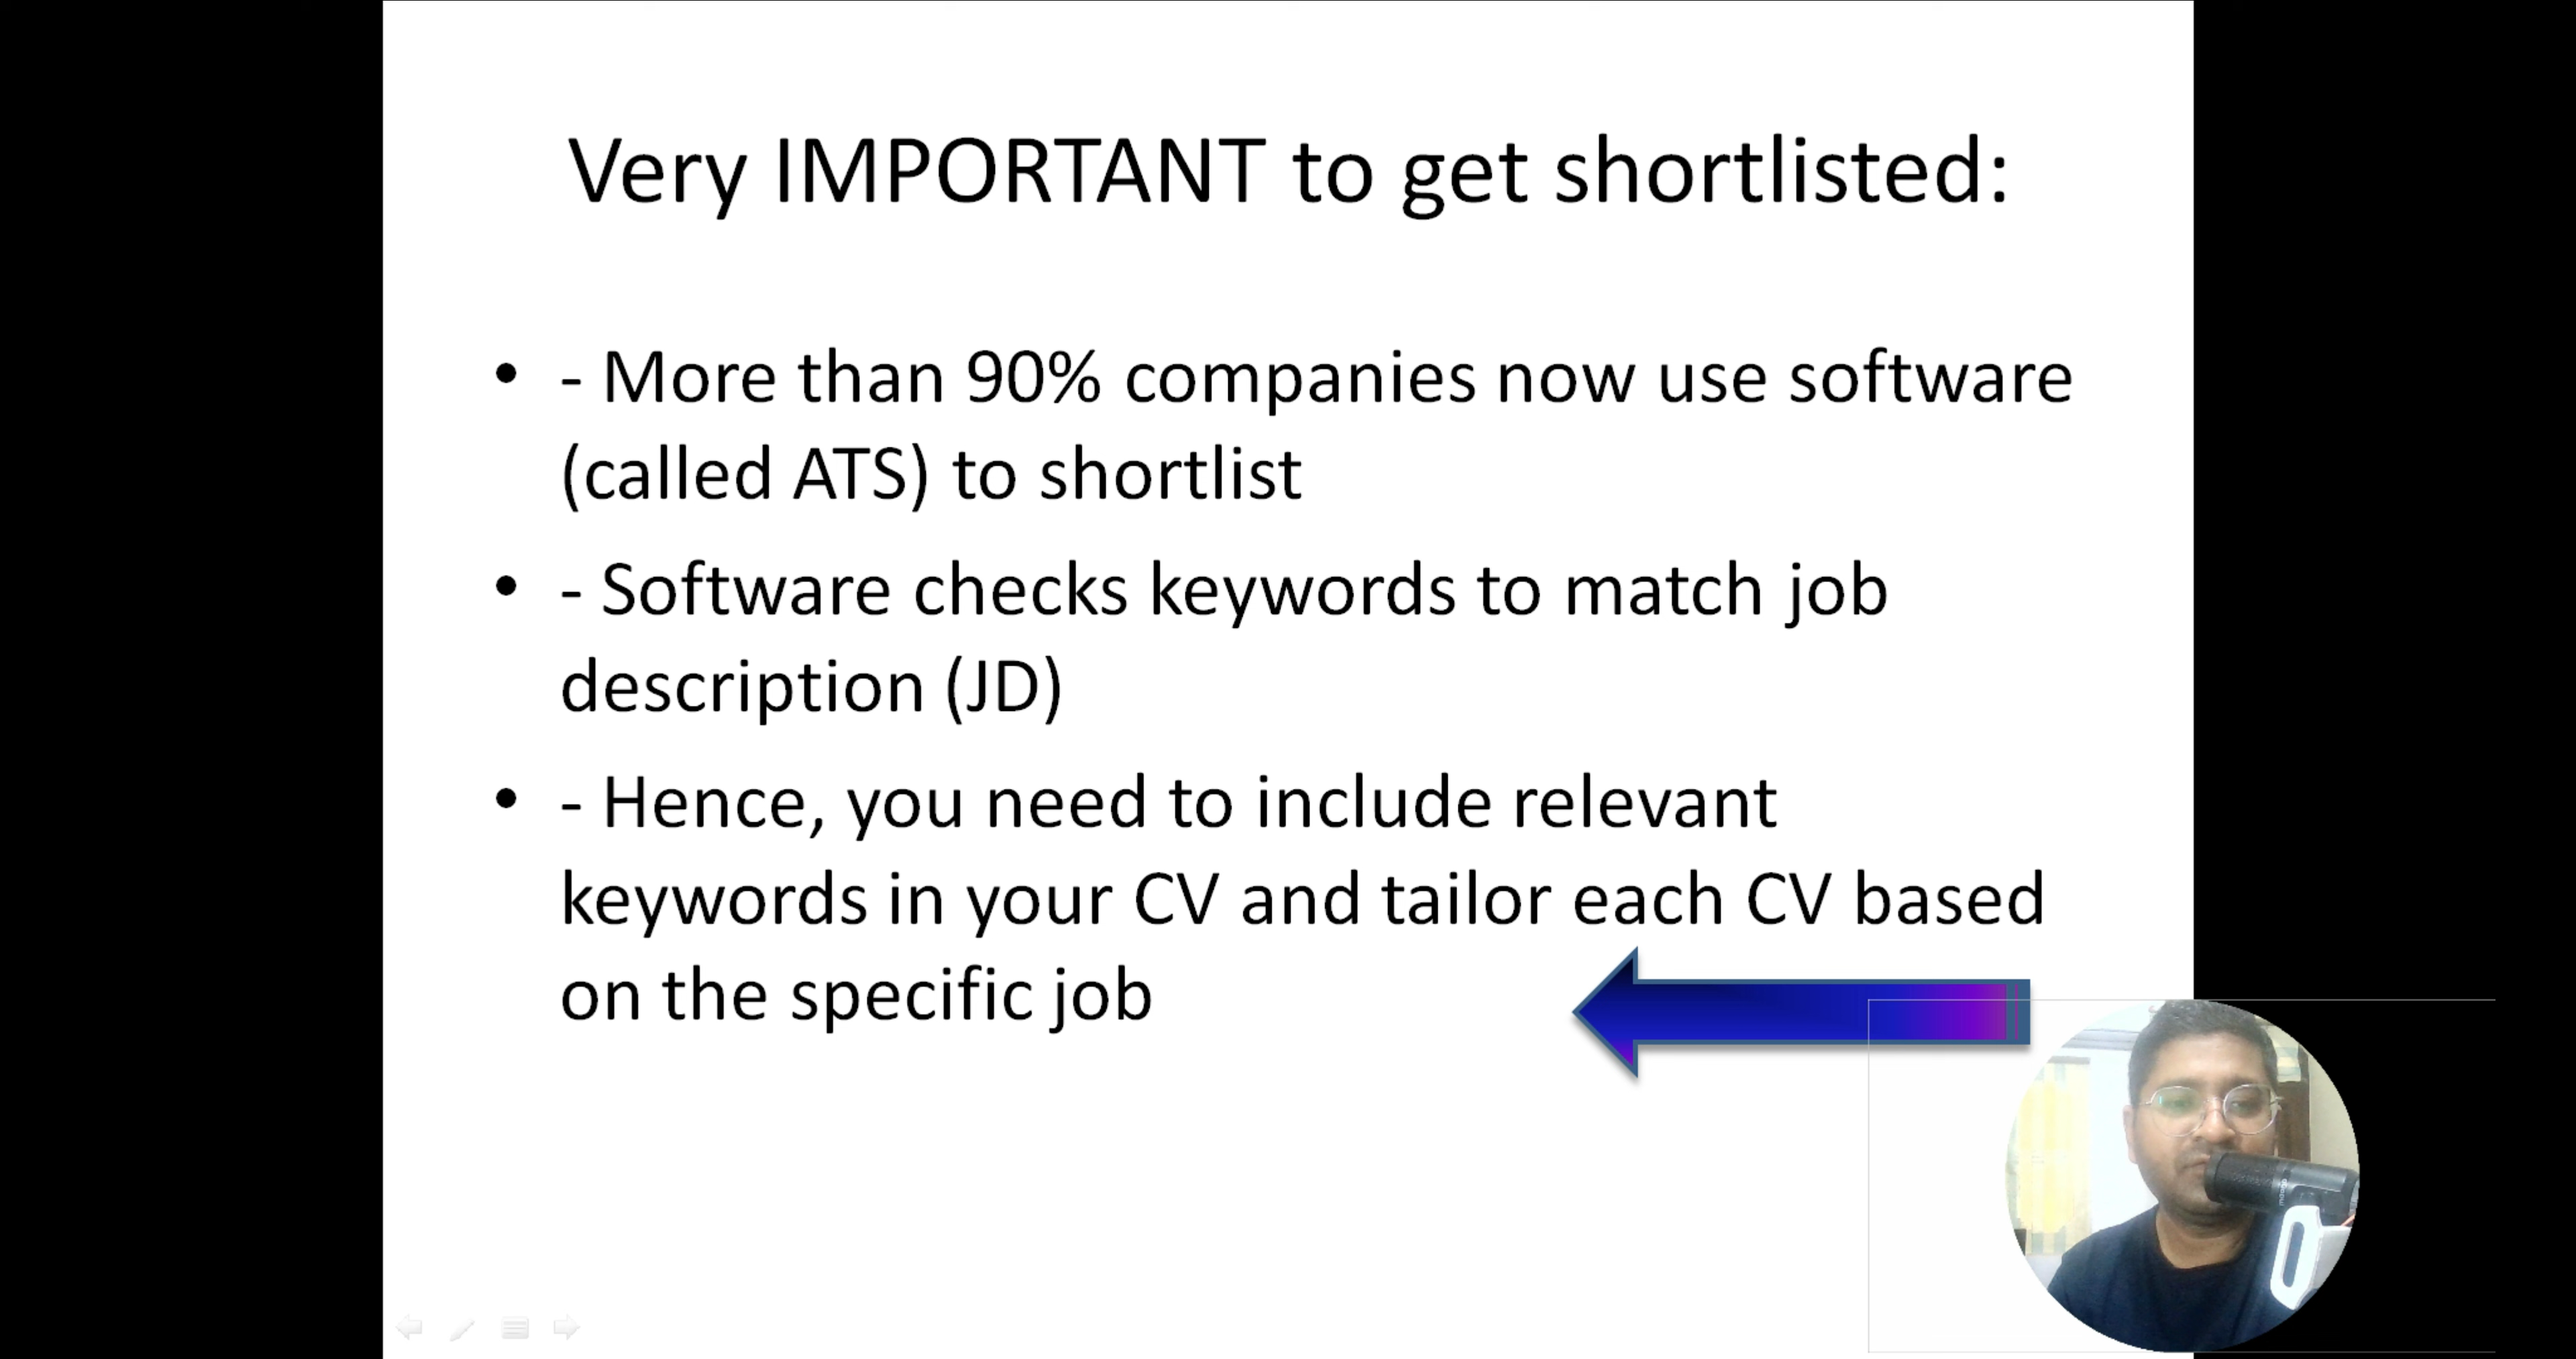 Very IMPORTANT to get shortlisted:
• - More than 90% companies now use software
(called ATS) to shortlist
• - Software checks keywords to match job
description (JD)
• - Hence, you need to include relevant
keywords in your CV and tailor each CV based
on the specific job